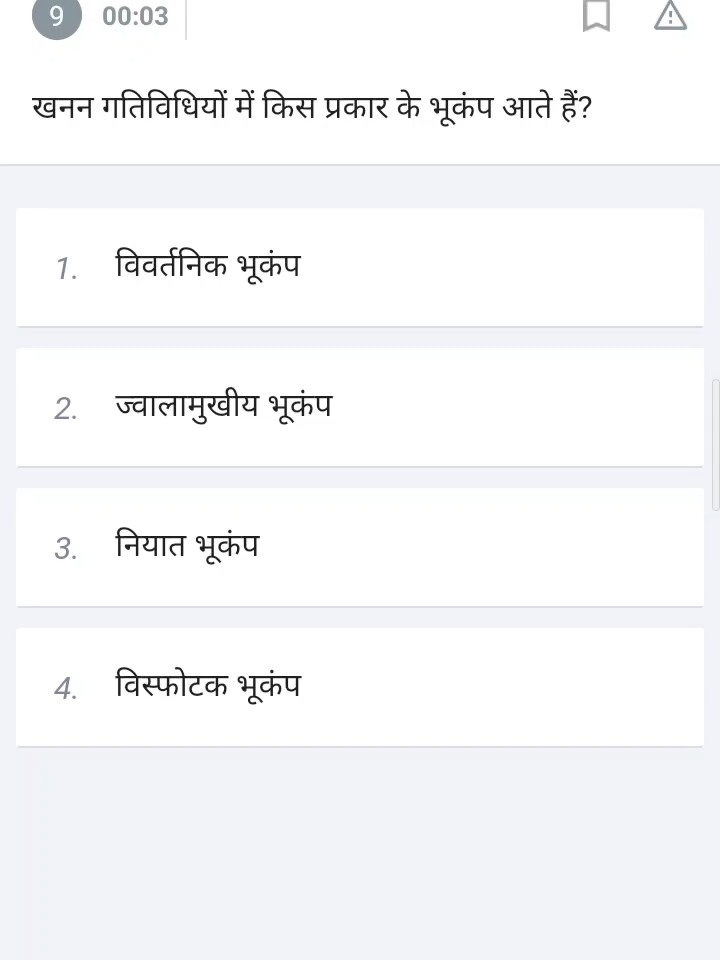 9 00:03
खनन गतिविधियों में किस प्रकार के भूकंप आते हैं?
1. विवर्तनिक भूकंप
2. ज्वालामुखीय भूकंप
3. नियात भूकंप
4. विस्फोटक भूकंप